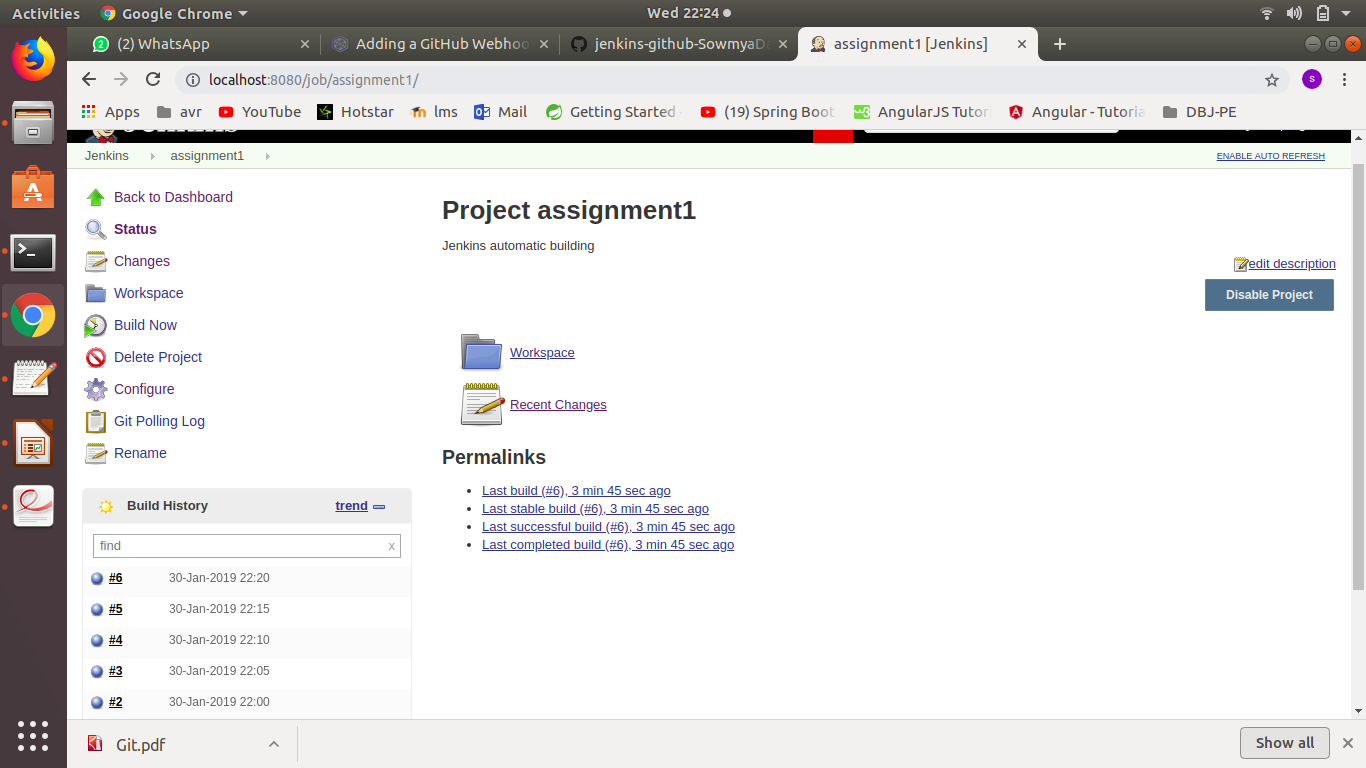 Activities Google Chrome Wed 22:24
(2) WhatsApp Adding a GitHub Webhoo jenkins-github-SowmyaD assignment1 [Jenkins]
localhost:8080/job/assignment1/ s
Apps avr YouTube Hotstar lms Mail Getting Started (19) Spring Boot AngularJS Tutor Angular - Tutoria DBJ-PE
Jenkins assignment1 ENABLE AUTO REFRESH
Back to Dashboard
Status
Changes
Workspace
Build Now
Delete Project
Configure
Git Polling Log
Rename
Project assignment1
Jenkins automatic building
edit description
Disable Project
Workspace
Recent Changes
Permalinks
Last build (#6), 3 min 45 sec ago
Last stable build (#6), 3 min 45 sec ago
Last successful build (#6), 3 min 45 sec ago
Last completed build (#6), 3 min 45 sec ago
Build History trend
find x
#6 30-Jan-2019 22:20
#5 30-Jan-2019 22:15
#4 30-Jan-2019 22:10
#3 30-Jan-2019 22:05
#2 30-Jan-2019 22:00
Git.pdf Show all